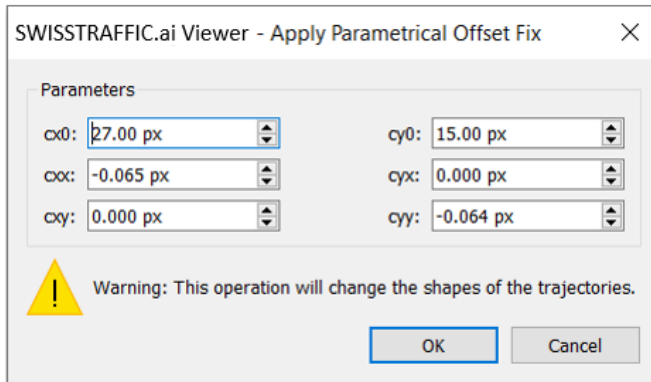 SWISSTRAFFIC.ai Viewer - Apply Parametrical Offset Fix
Parameters
cx0: 27.00 px cy0: 15.00 px
cxx: -0.065 px cyx: 0.000 px
cxy: 0.000 px cyy: -0.064 px
Warning: This operation will change the shapes of the trajectories.
OK Cancel